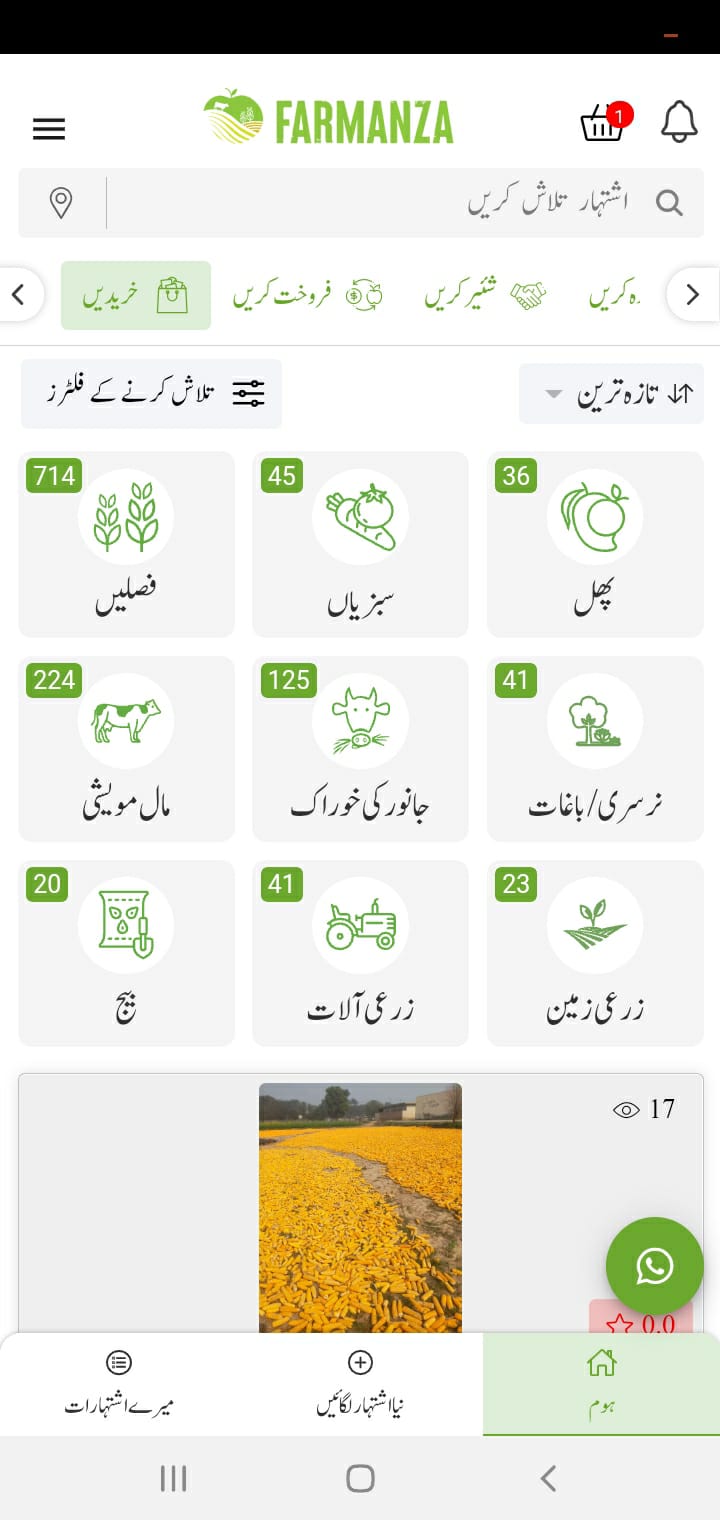 FARMANZA
1
اشتہار تلاش کریں
خریدیں
فروخت کریں
شئیر کریں
ہ کریں
تلاش کرنے کے فلٹرز
تازہ ترین
714
فصلیں
45
سبزیاں
36
پھل
224
مال مویشی
125
جانور کی خوراک
41
نرسری/باغات
20
بیج
41
زرعی آلات
23
زرعی زمین
17
0.0
میرے اشتہارات
نیا اشتہار لگائیں
ہوم